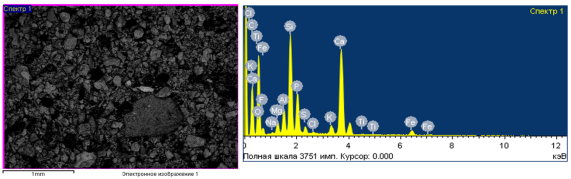 Спектр 1
1mm
Электронное изображение 1
Спектр 1
Cl
C
Ti
Fe
K
Ca
F
O
Na
Mg
Al
Si
P
S
Cl
K
Ca
Ti
Ti
Fe
Fe
0 2 4 6 8 10 12
Полная шкала 3751 имп. Курсор: 0.000
кэВ